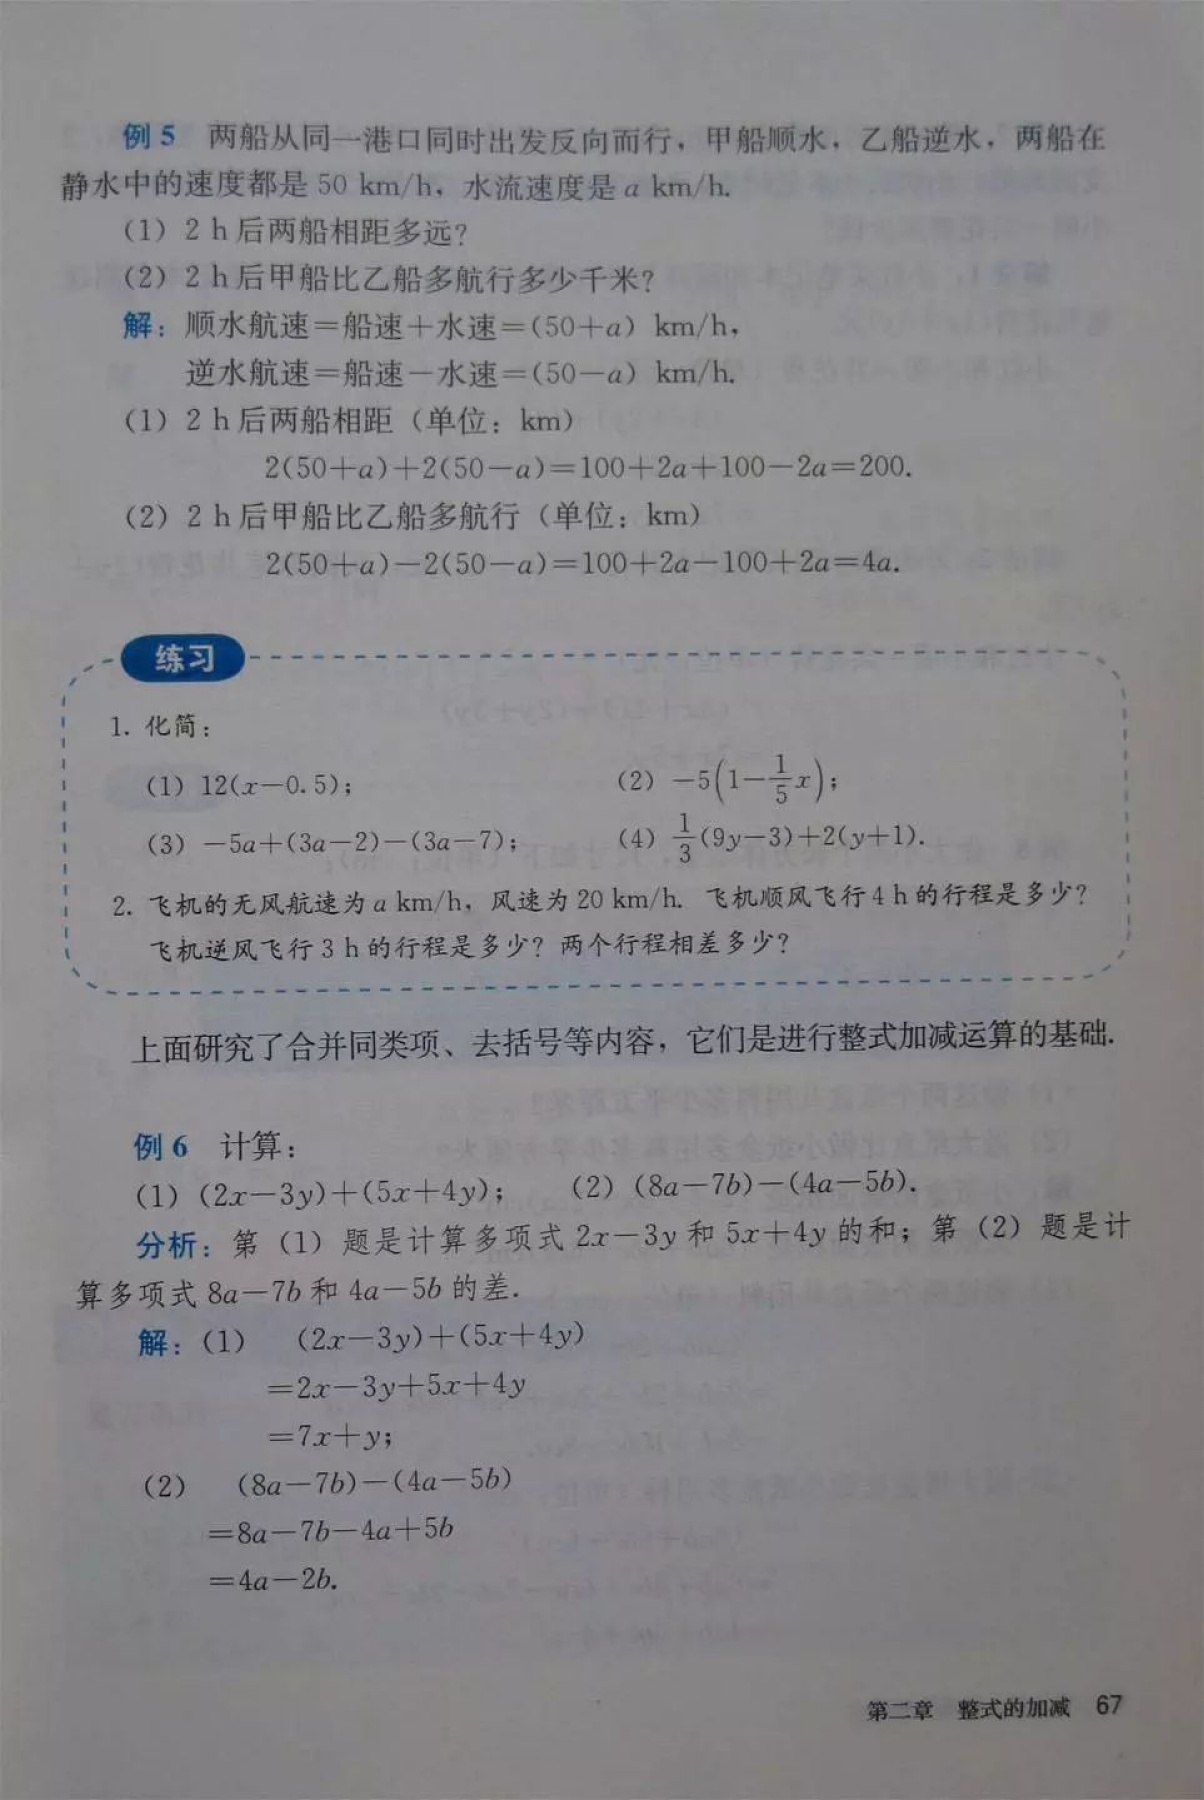 例 5 两船从同一港口同时出发反向而行，甲船顺水，乙船逆水，两船在
静水中的速度都是 50 km/h，水流速度是 a km/h.
（1）2 h 后两船相距多远？
（2）2 h 后甲船比乙船多航行多少千米？
解：顺水航速＝船速＋水速＝(50＋a) km/h，
逆水航速＝船速－水速＝(50－a) km/h.
（1）2 h 后两船相距（单位：km）
2(50＋a)＋2(50－a)＝100＋2a＋100－2a＝200.
（2）2 h 后甲船比乙船多航行（单位：km）
2(50＋a)－2(50－a)＝100＋2a－100＋2a＝4a.
练习
1. 化简：
（1）12(x－0.5)； （2）－5(1－1/5x)；
（3）－5a＋(3a－2)－(3a－7)； （4）1/3(9y－3)＋2(y＋1).
2. 飞机的无风航速为 a km/h，风速为 20 km/h. 飞机顺风飞行 4 h 的行程是多少？
飞机逆风飞行 3 h 的行程是多少？两个行程相差多少？
上面研究了合并同类项、去括号等内容，它们是进行整式加减运算的基础.
例 6 计算：
（1）(2x－3y)＋(5x＋4y)； （2）(8a－7b)－(4a－5b).
分析：第（1）题是计算多项式 2x－3y 和 5x＋4y 的和；第（2）题是计
算多项式 8a－7b 和 4a－5b 的差.
解：（1） (2x－3y)＋(5x＋4y)
＝2x－3y＋5x＋4y
＝7x＋y；
（2） (8a－7b)－(4a－5b)
＝8a－7b－4a＋5b
＝4a－2b.
第二章 整式的加减 67